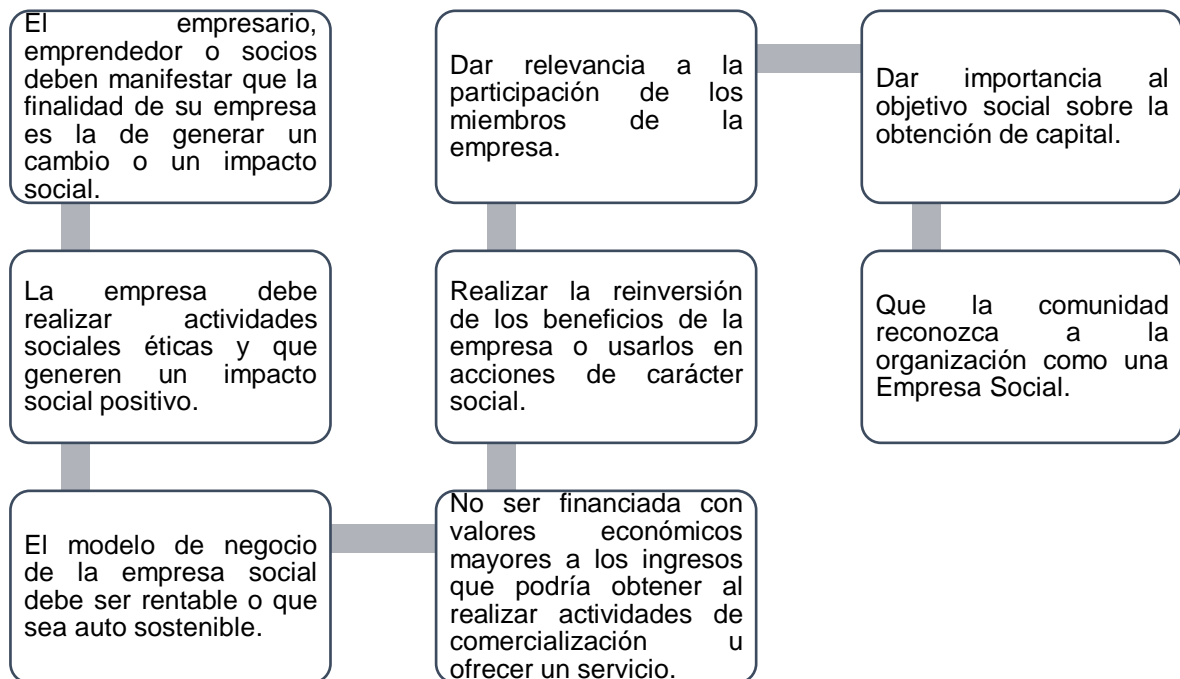 El empresario,
emprendedor o socios
deben manifestar que la
finalidad de su empresa
es la de generar un
cambio o un impacto
social.
La empresa debe
realizar actividades
sociales éticas y que
generen un impacto
social positivo.
El modelo de negocio
de la empresa social
debe ser rentable o que
sea auto sostenible.
No ser financiada con
valores económicos
mayores a los ingresos
que podría obtener al
realizar actividades de
comercialización u
ofrecer un servicio.
Realizar la reinversión
de los beneficios de la
empresa o usarlos en
acciones de carácter
social.
Dar relevancia a la
participación de los
miembros de la
empresa.
Dar importancia al
objetivo social sobre la
obtención de capital.
Que la comunidad
reconozca a la
organización como una
Empresa Social.